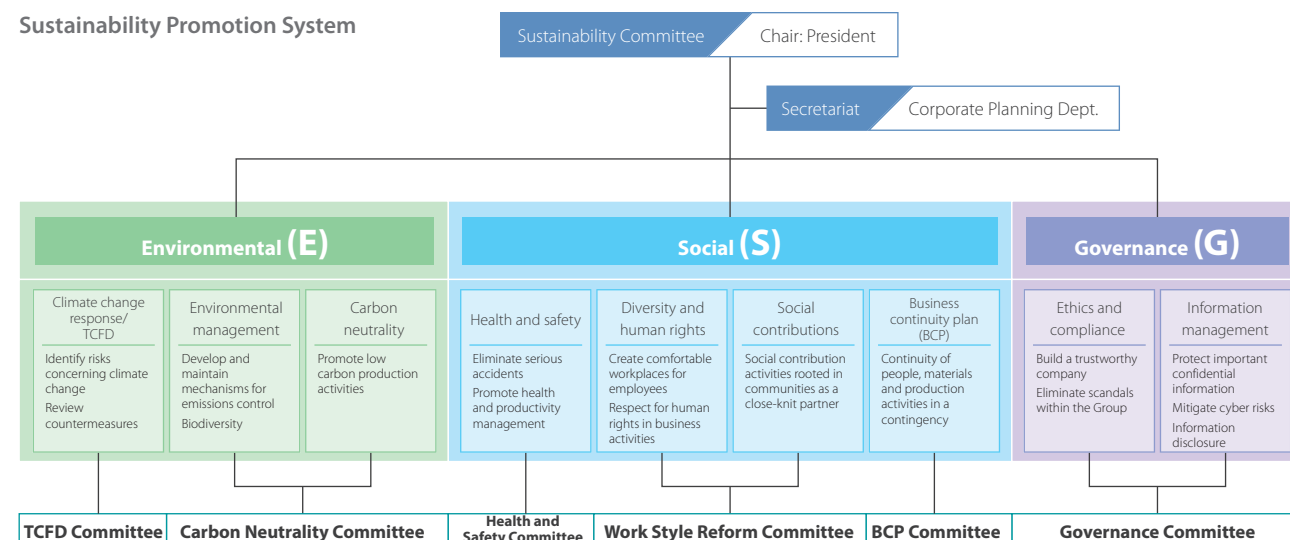 Sustainability Promotion System
Sustainability Committee
Chair: President
Secretariat
Corporate Planning Dept.
Environmental (E)
Climate change
response/
TCFD
Identify risks
concerning climate
change
Review
countermeasures
Environmental
management
Develop and
maintain
mechanisms for
emissions control
Biodiversity
Carbon
neutrality
Promote low
carbon production
activities
Social (S)
Health and safety
Eliminate serious
accidents
Promote health
and productivity
management
Diversity and
human rights
Create comfortable
workplaces for
employees
Respect for human
rights in business
activities
Social
contributions
Social contribution
activities rooted in
communities as a
close-knit partner
Business
continuity plan
(BCP)
Continuity of
people, materials
and production
activities in a
contingency
Governance (G)
Ethics and
compliance
Build a trustworthy
company
Eliminate scandals
within the Group
Information
management
Protect important
confidential
information
Mitigate cyber risks
Information
disclosure
TCFD Committee
Carbon Neutrality Committee
Health and
Safety Committee
Work Style Reform Committee
BCP Committee
Governance Committee